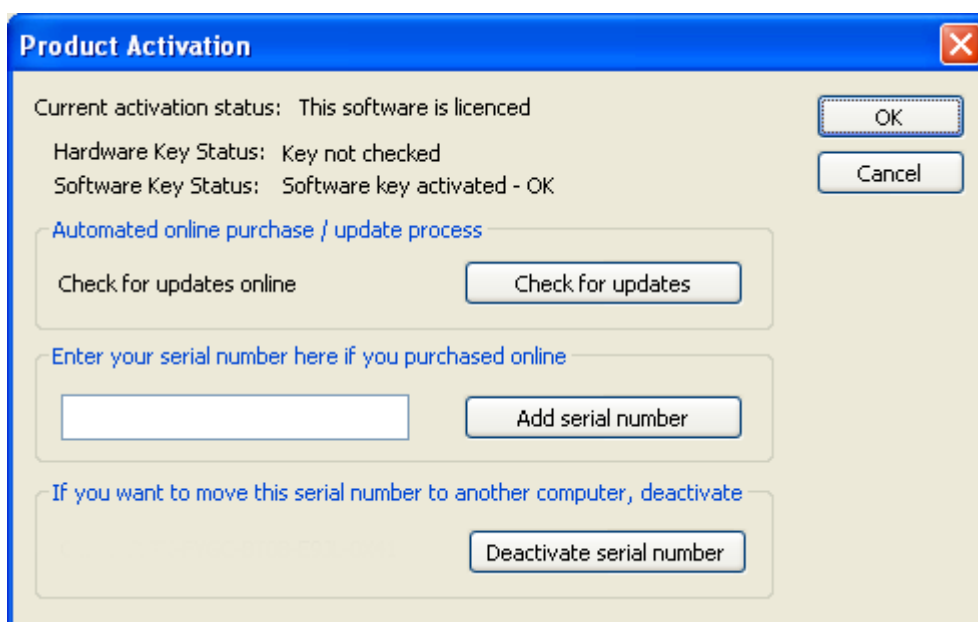 Product Activation
Current activation status: This software is licenced
OK
Hardware Key Status: Key not checked
Cancel
Software Key Status: Software key activated - OK
Automated online purchase / update process
Check for updates online
Check for updates
Enter your serial number here if you purchased online
Add serial number
If you want to move this serial number to another computer, deactivate
Deactivate serial number